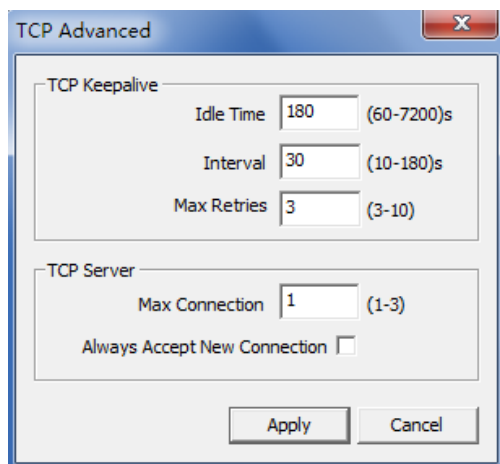 TCP Advanced
TCP Keepalive
Idle Time 180 (60-7200)s
Interval 30 (10-180)s
Max Retries 3 (3-10)
TCP Server
Max Connection 1 (1-3)
Always Accept New Connection
Apply Cancel